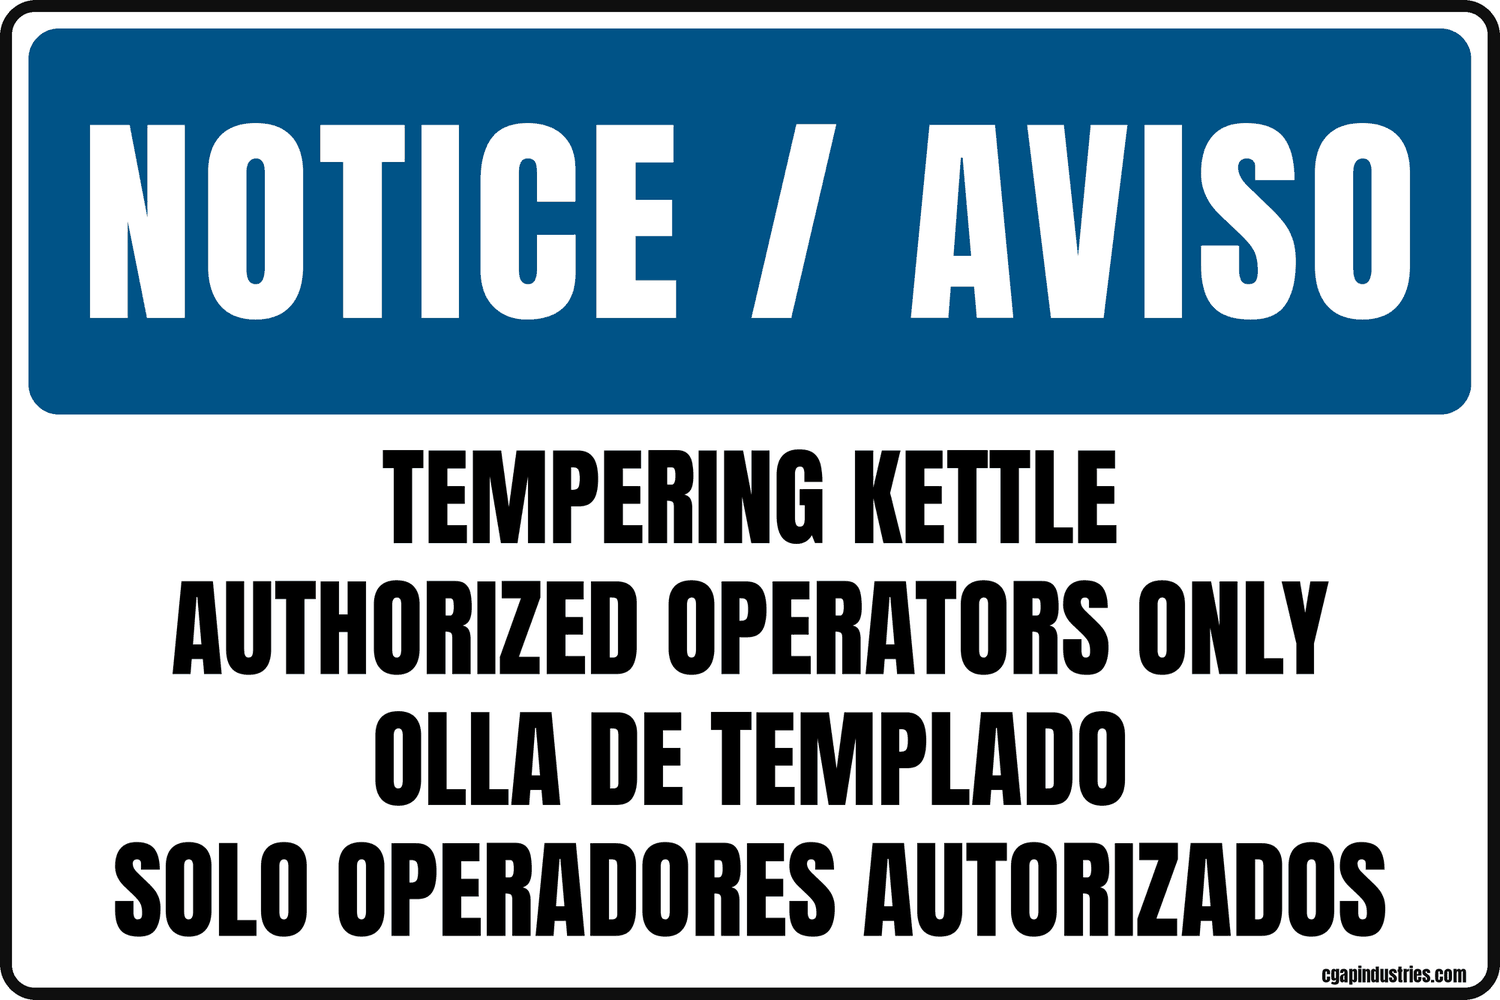 NOTICE / AVISO
TEMPERING KETTLE
AUTHORIZED OPERATORS ONLY
OLLA DE TEMPLADO
SOLO OPERADORES AUTORIZADOS
cgapindustries.com